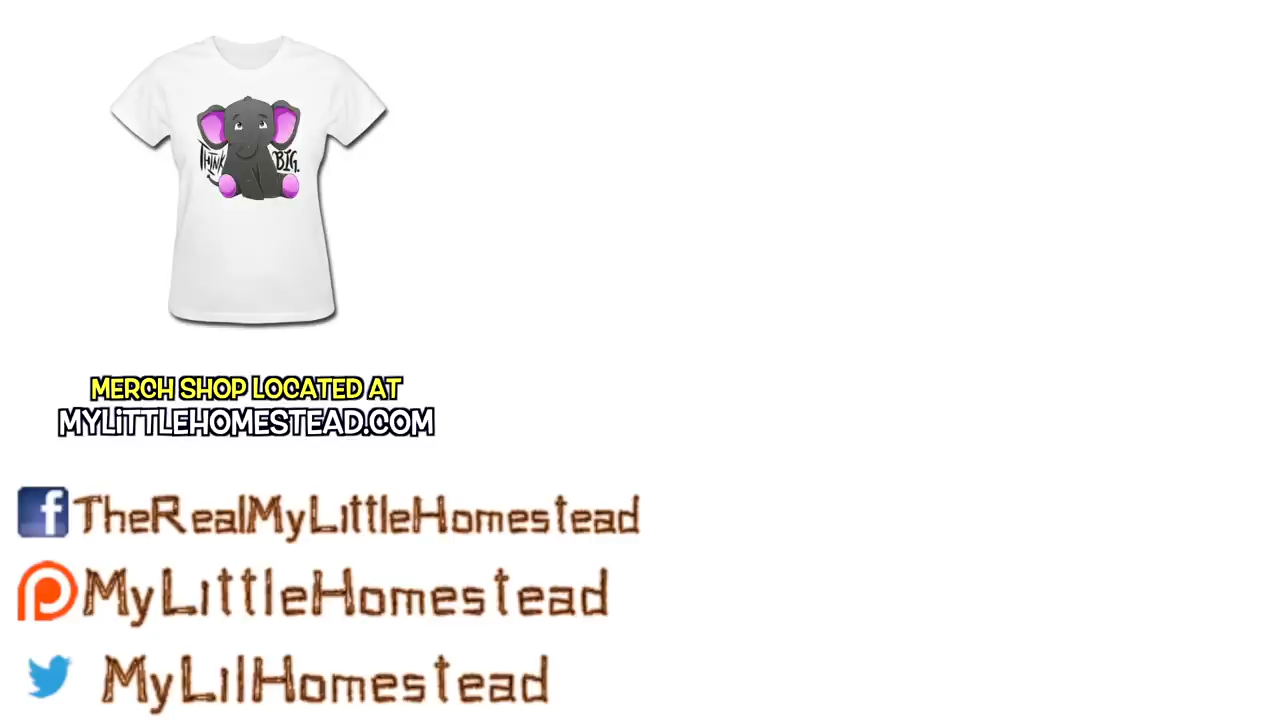 THINK BIG.
MERCH SHOP LOCATED AT
MYLiTTLEHOMESTEAD.COM
TheRealMyLittleHomestead
MyLittleHomestead
MyLilHomestead